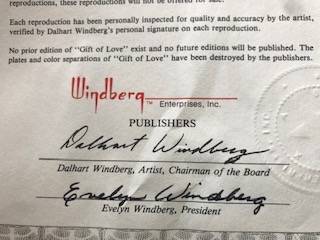 reproductions, these reproductions will not be offered for sale.
Each reproduction has been personally inspected for quality and accuracy by the artist,
verified by Dalhart Windberg's personal signature on each reproduction.
No prior edition of "Gift of Love" exist and no future editions will be published. The
plates and color separations of "Gift of Love" have been destroyed by the publishers.
Windberg™ Enterprises, Inc.
PUBLISHERS
Dalhart Windberg
Dalhart Windberg, Artist, Chairman of the Board
Evelyn Windberg
Evelyn Windberg, President